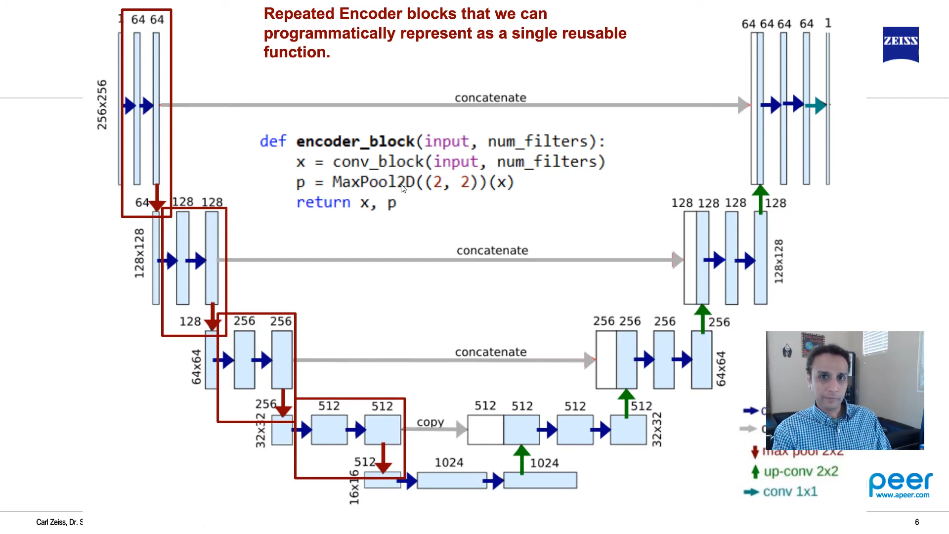 Repeated Encoder blocks that we can
programmatically represent as a single reusable
function.
ZEISS
1 64 64
256x256
concatenate
64 64 64 64 1
def encoder_block(input, num_filters):
x = conv_block(input, num_filters)
p = MaxPool2D((2, 2))(x)
return x, p
64 128 128
128x128
concatenate
128 128 128 128
128x128
128 256 256
64x64
concatenate
256 256 256 256
64x64
256 512 512
32x32
copy
512 512 512 512
32x32
512 1024 1024
16x16
max pool 2x2
up-conv 2x2
conv 1x1
peer
www.apeer.com
Carl Zeiss, Dr. S
6